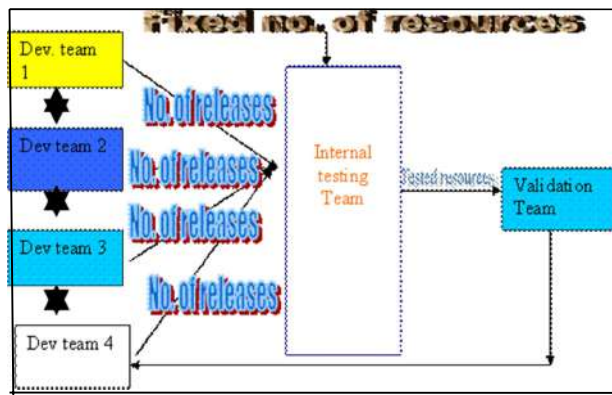 Fixed no. of resources
Dev. team
1
No. of releases
Dev team 2
No. of releases
Internal
testing
Team
Tested resources
Validation
Team
No. of releases
Dev team 3
No. of releases
Dev team 4